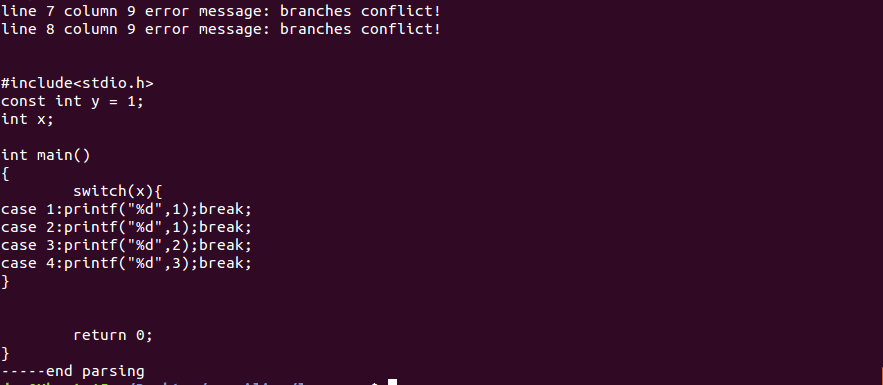 line 7 column 9 error message: branches conflict!
line 8 column 9 error message: branches conflict!
#include<stdio.h>
const int y = 1;
int x;
int main()
{
switch(x){
case 1:printf("%d",1);break;
case 2:printf("%d",1);break;
case 3:printf("%d",2);break;
case 4:printf("%d",3);break;
}
return 0;
}
-----end parsing